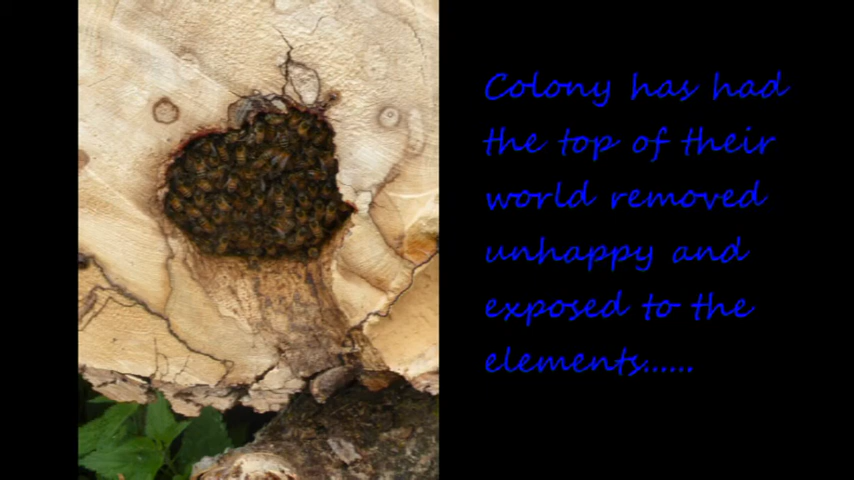 Colony has had
the top of their
world removed
unhappy and
exposed to the
elements......